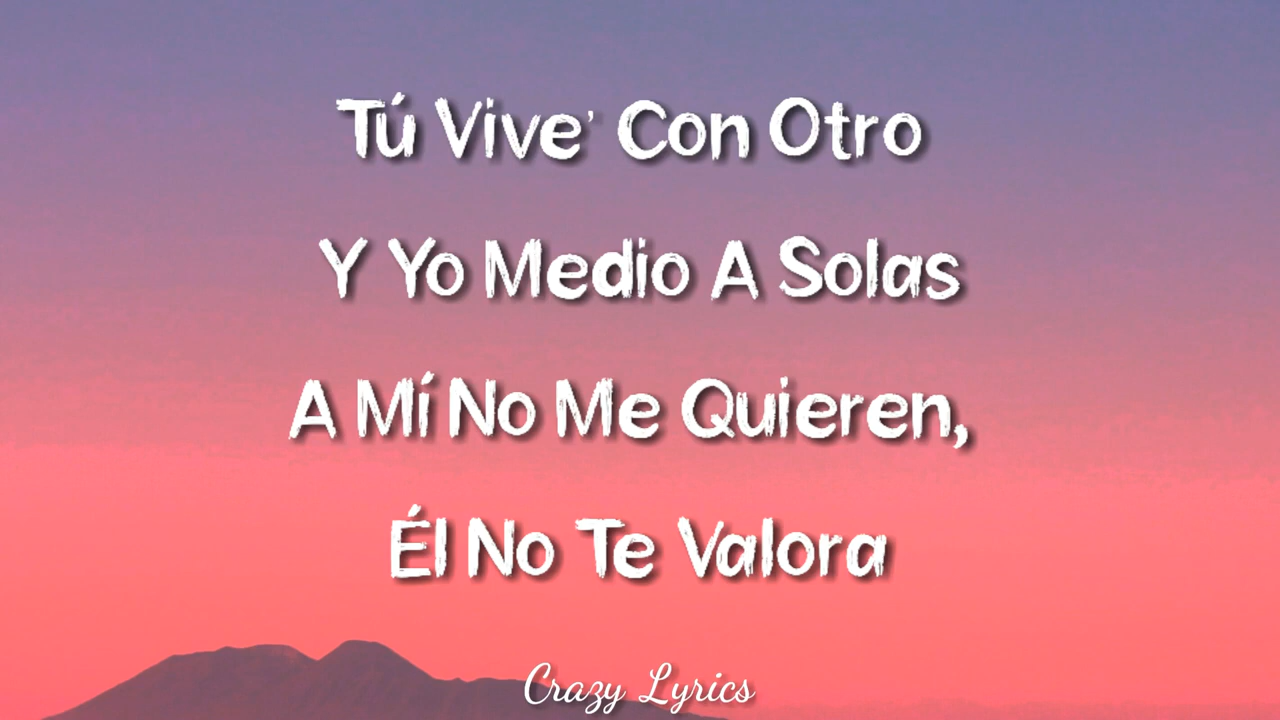 Tú Vive' Con Otro
Y Yo Medio A Solas
A Mí No Me Quieren,
Él No Te Valora
Crazy Lyrics